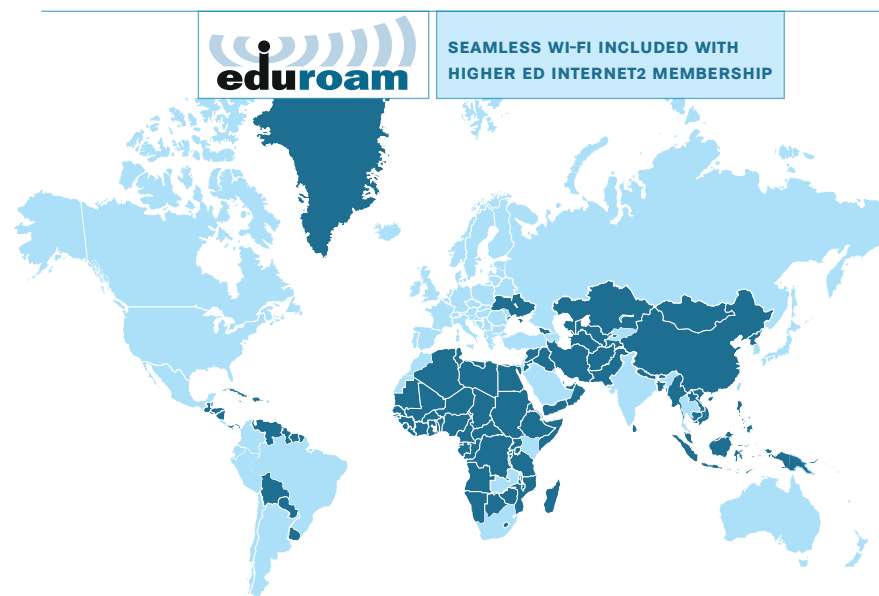 eduroam
SEAMLESS WI-FI INCLUDED WITH
HIGHER ED INTERNET2 MEMBERSHIP